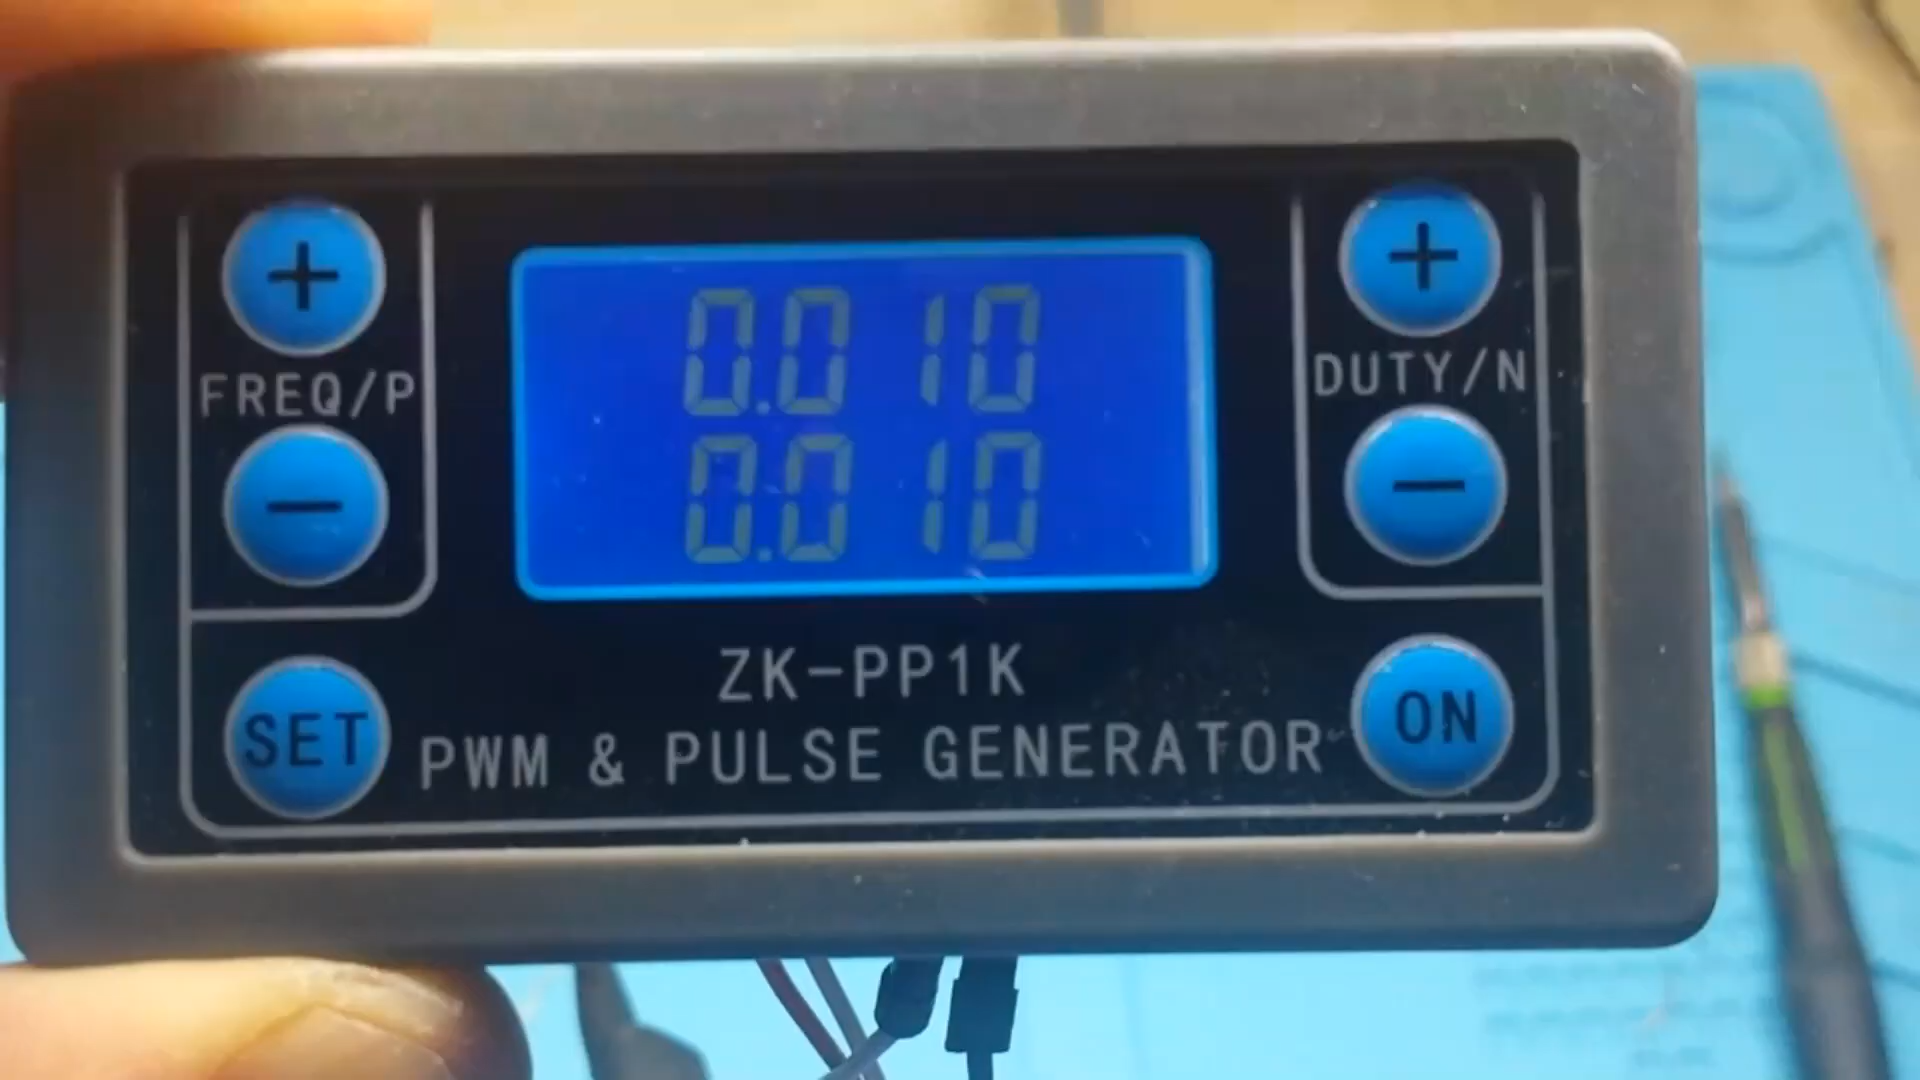 +
+
0.010
FREQ/P
DUTY/N
0.010
−
−
ZK-PP1K
SET
PWM & PULSE GENERATOR
ON